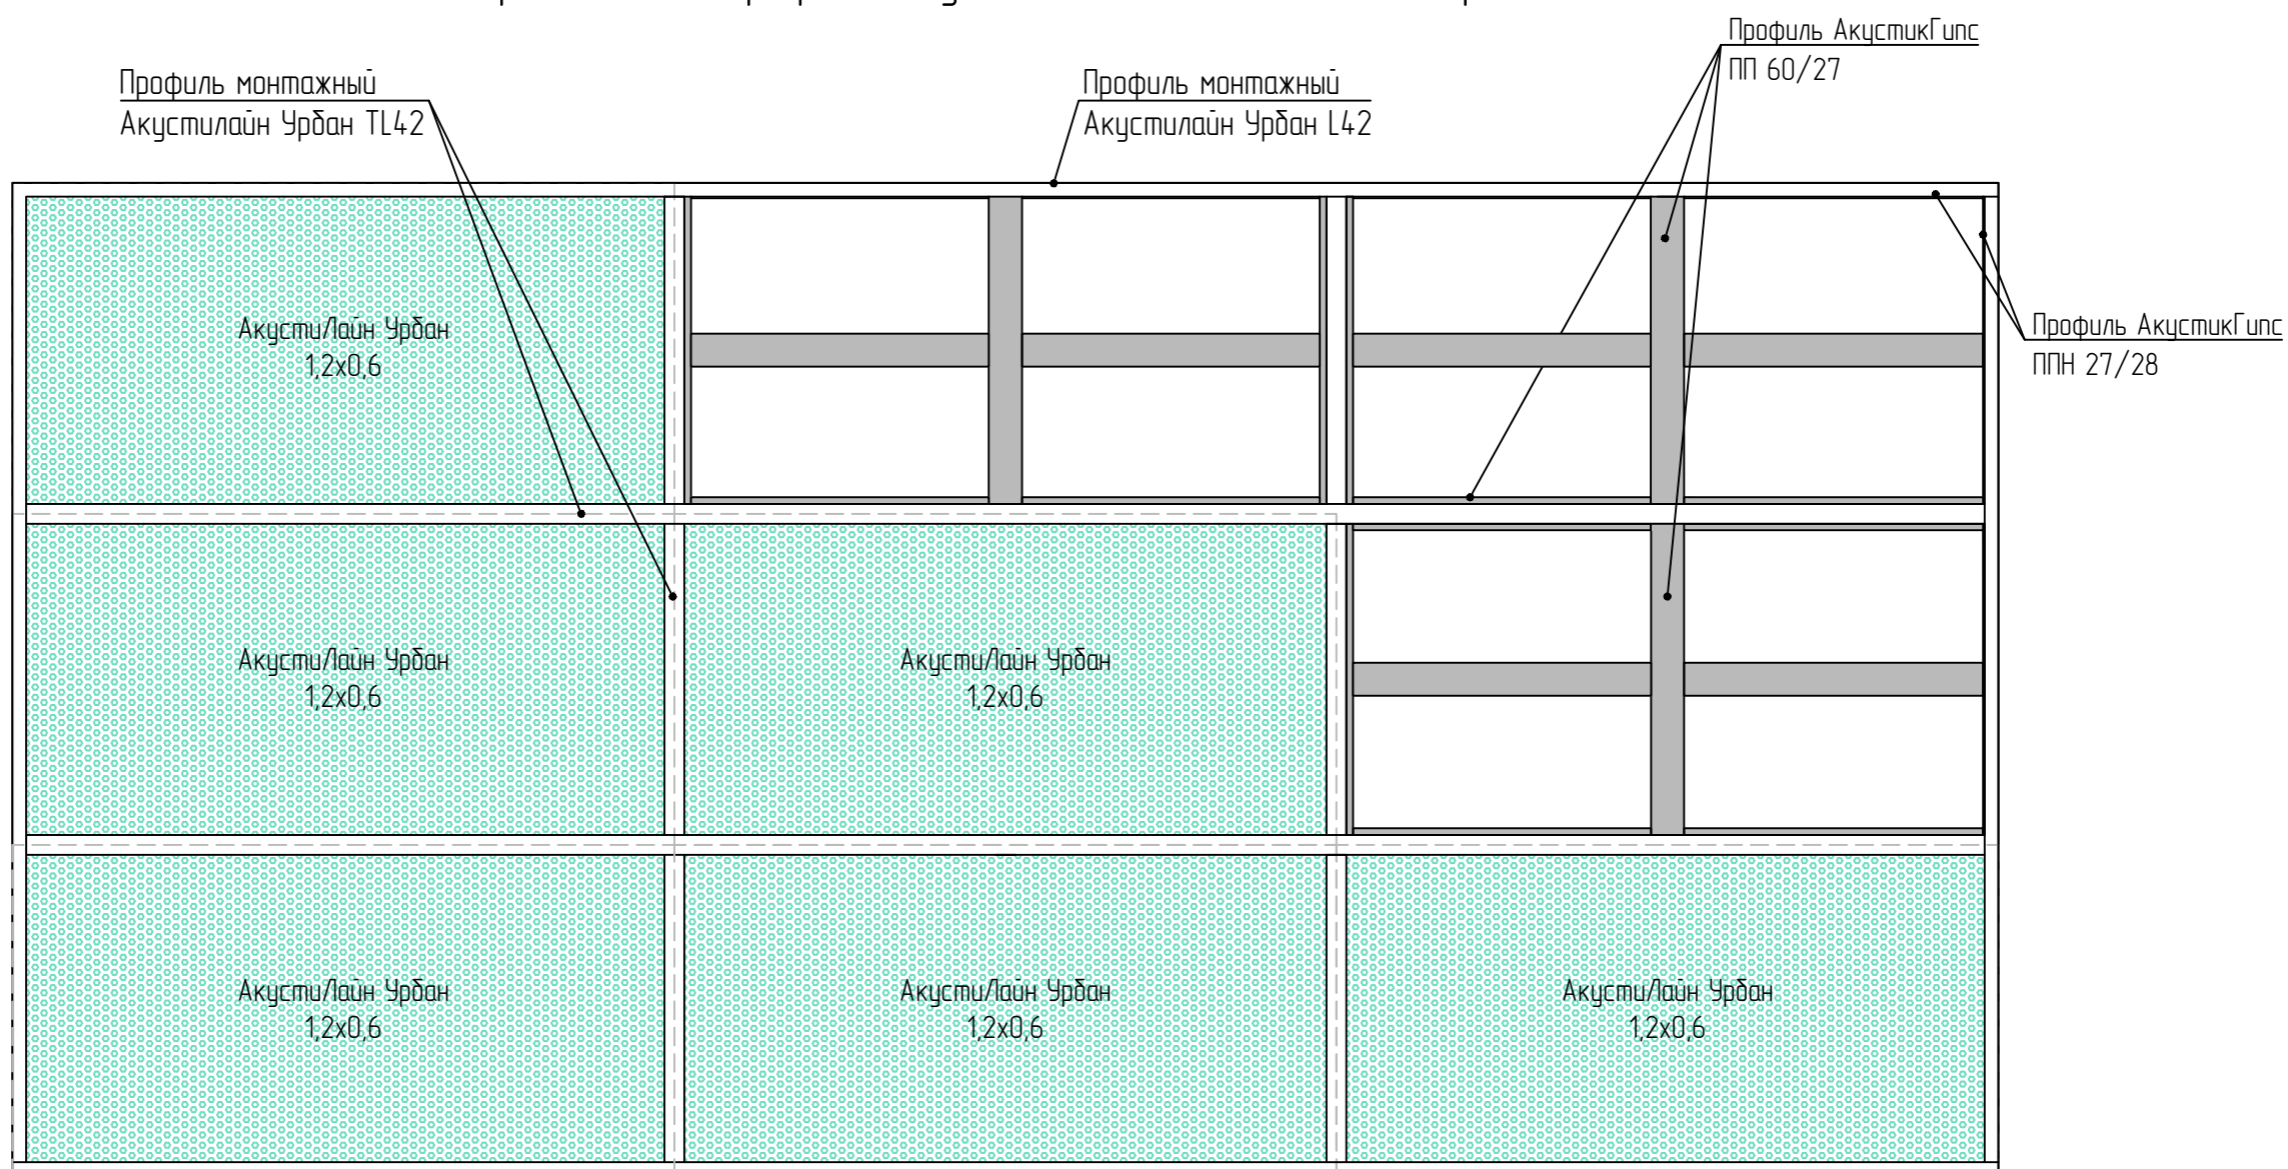 Профиль АкустикГипс
ПП 60/27
Профиль монтажный
Акустилайн Урбан TL42
Профиль монтажный
Акустилайн Урбан L42
Профиль АкустикГипс
ППН 27/28
АкустиЛайн Урбан
1,2х0,6
АкустиЛайн Урбан
1,2х0,6
АкустиЛайн Урбан
1,2х0,6
АкустиЛайн Урбан
1,2х0,6
АкустиЛайн Урбан
1,2х0,6
АкустиЛайн Урбан
1,2х0,6